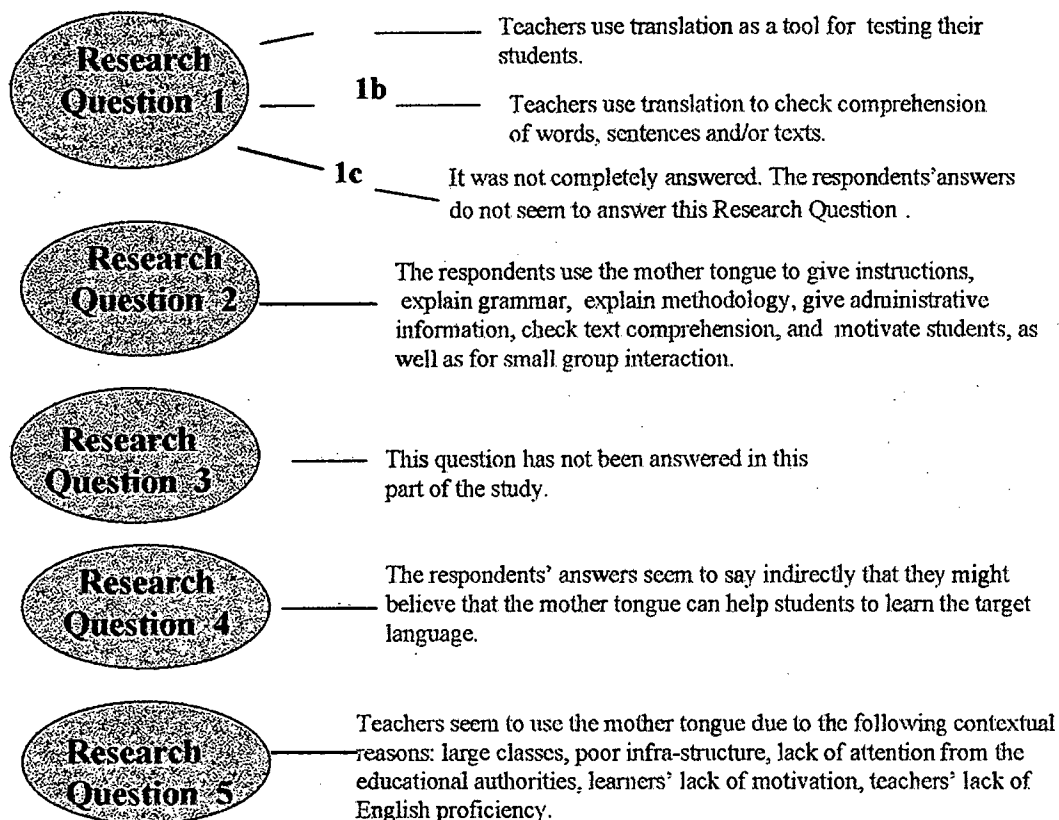 Research
Question 1
Teachers use translation as a tool for testing their
students.
1b
Teachers use translation to check comprehension
of words, sentences and/or texts.
1c
It was not completely answered. The respondents'answers
do not seem to answer this Research Question .
Research
Question 2
The respondents use the mother tongue to give instructions,
explain grammar, explain methodology, give administrative
information, check text comprehension, and motivate students, as
well as for small group interaction.
Research
Question 3
This question has not been answered in this
part of the study.
Research
Question 4
The respondents' answers seem to say indirectly that they might
believe that the mother tongue can help students to learn the target
language.
Research
Question 5
Teachers seem to use the mother tongue due to the following contextual
reasons: large classes, poor infra-structure, lack of attention from the
educational authorities, learners' lack of motivation, teachers' lack of
English proficiency.